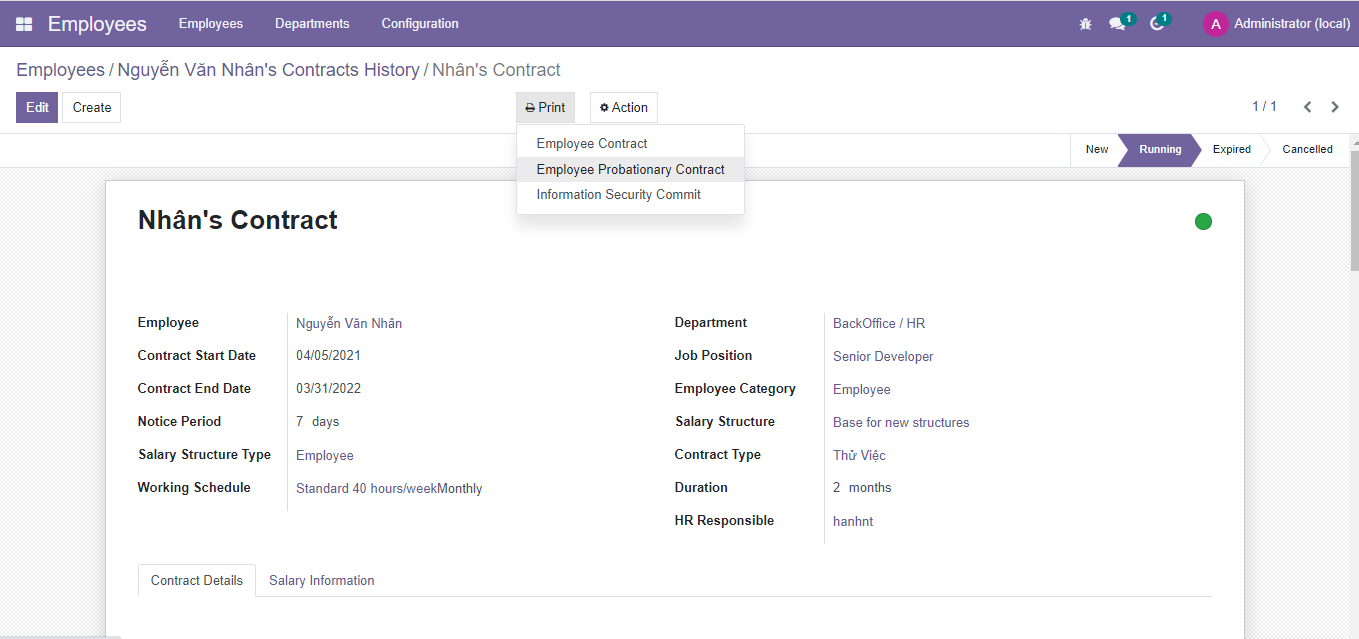 Employees Employees Departments Configuration 1 1 A Administrator (local)
Employees / Nguyễn Văn Nhân's Contracts History / Nhân's Contract
Edit Create Print Action 1 / 1
Employee Contract
Employee Probationary Contract
Information Security Commit
New Running Expired Cancelled
Nhân's Contract
Employee Nguyễn Văn Nhân
Contract Start Date 04/05/2021
Contract End Date 03/31/2022
Notice Period 7 days
Salary Structure Type Employee
Working Schedule Standard 40 hours/weekMonthly
Department BackOffice / HR
Job Position Senior Developer
Employee Category Employee
Salary Structure Base for new structures
Contract Type Thử Việc
Duration 2 months
HR Responsible hanhnt
Contract Details Salary Information